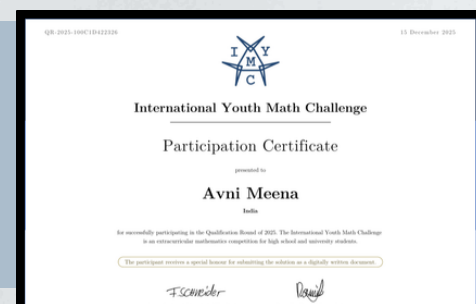 QR-2025-100C1D422326
15 December 2025
I Y
M
C
International Youth Math Challenge
Participation Certificate
presented to
Avni Meena
India
for successfully participating in the Qualification Round of 2025. The International Youth Math Challenge
is an extracurricular mathematics competition for high school and university students.
The participant receives a special honour for submitting the solution as a digitally written document.
F. Schneider